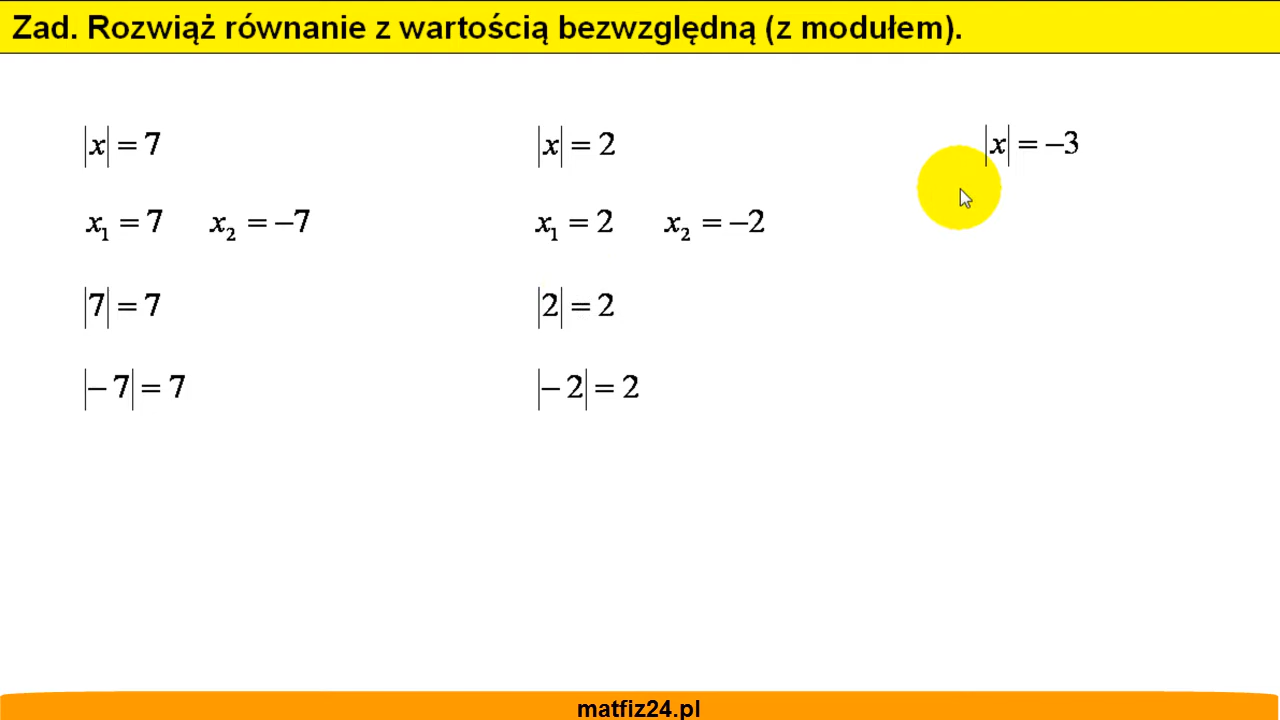 Zad. Rozwiąż równanie z wartością bezwzględną (z modułem).
|x| = 7
|x| = 2
|x| = −3
x₁ = 7 x₂ = −7
x₁ = 2 x₂ = −2
|7| = 7
|2| = 2
|−7| = 7
|−2| = 2
matfiz24.pl